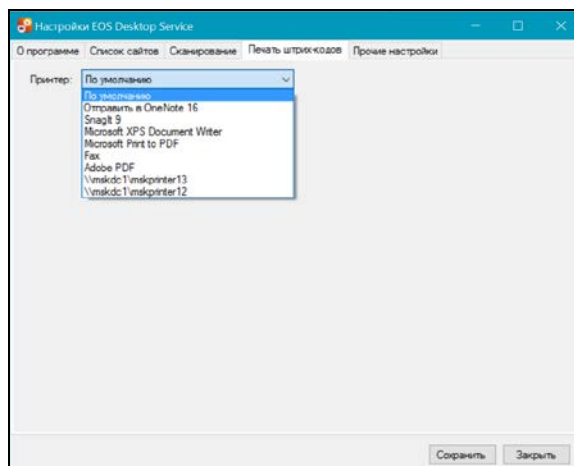 Настройки EOS Desktop Service
О программе Список сайтов Сканирование Печать штрих-кодов Прочие настройки
Принтер: По умолчанию
По умолчанию
Отправить в OneNote 16
SnagIt 9
Microsoft XPS Document Writer
Microsoft Print to PDF
Fax
Adobe PDF
\\mskdc1\mskprinter13
\\mskdc1\mskprinter12
Сохранить Закрыть